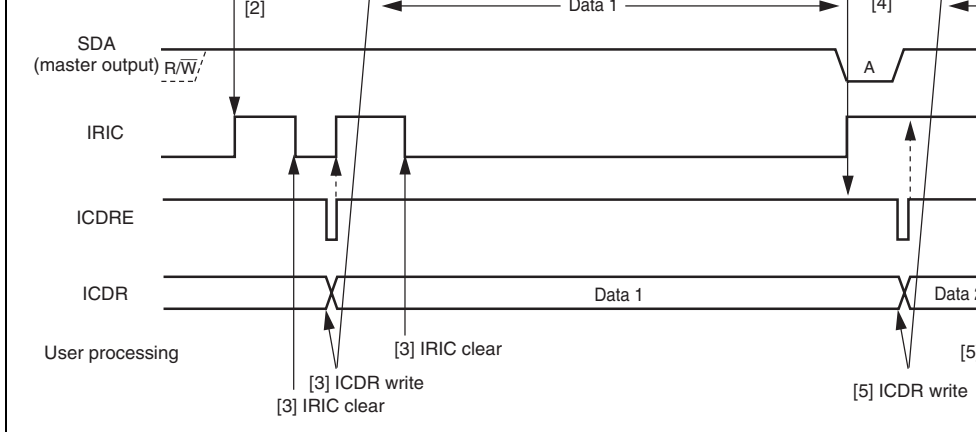 [2]
Data 1
[4]
SDA
(master output)
R/W̅
A
IRIC
ICDRE
ICDR
Data 1
Data 2
User processing
[3] IRIC clear
[5
[3] ICDR write
[5] ICDR write
[3] IRIC clear